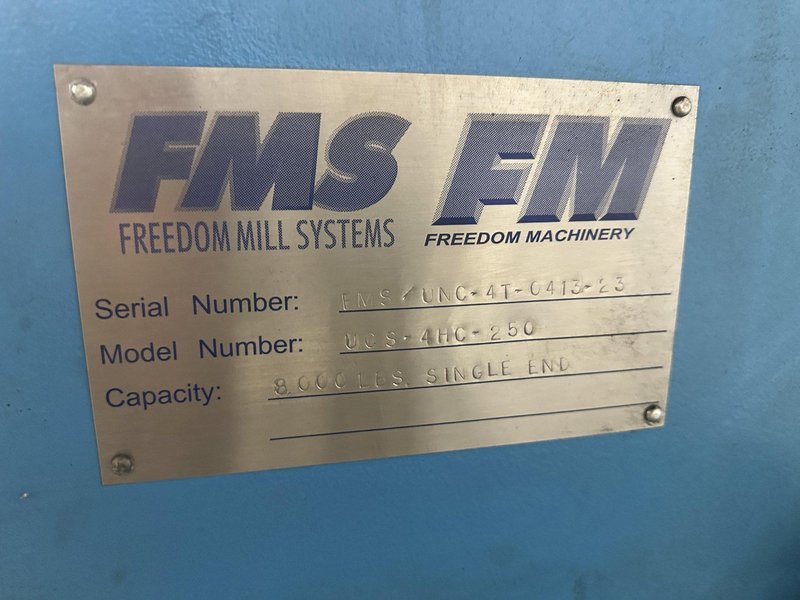 FMS FM
FREEDOM MILL SYSTEMS FREEDOM MACHINERY
Serial Number: FMS-UNC-4T-0413-23
Model Number: UCS-4HC-250
Capacity: 8,000 LBS. SINGLE END